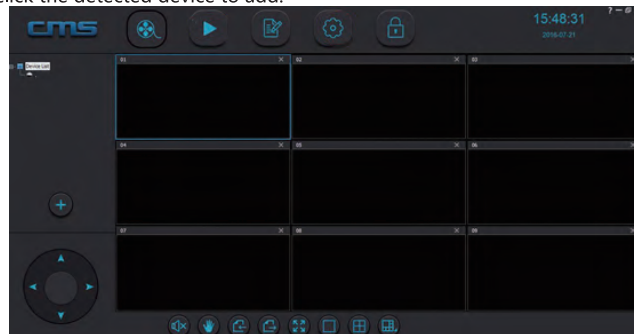 click the detected device to add.
cms
15:48:31
2016-07-21
? – 
Device List
01 X 02 X 03 X
04 X 05 X 06 X
07 X 08 X 09 X